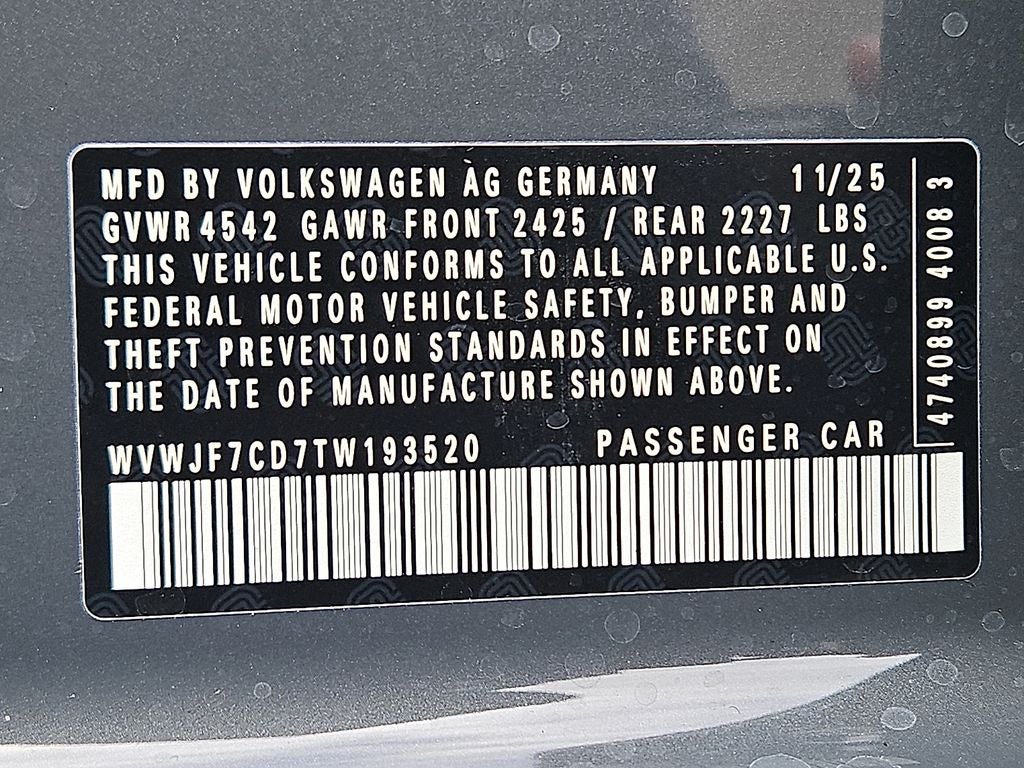 MFD BY VOLKSWAGEN AG GERMANY 11/25
GVWR 4542 GAWR FRONT 2425 / REAR 2227 LBS
THIS VEHICLE CONFORMS TO ALL APPLICABLE U.S.
FEDERAL MOTOR VEHICLE SAFETY, BUMPER AND
THEFT PREVENTION STANDARDS IN EFFECT ON
THE DATE OF MANUFACTURE SHOWN ABOVE.
WVWJF7CD7TW193520 PASSENGER CAR
4740899 4008 3